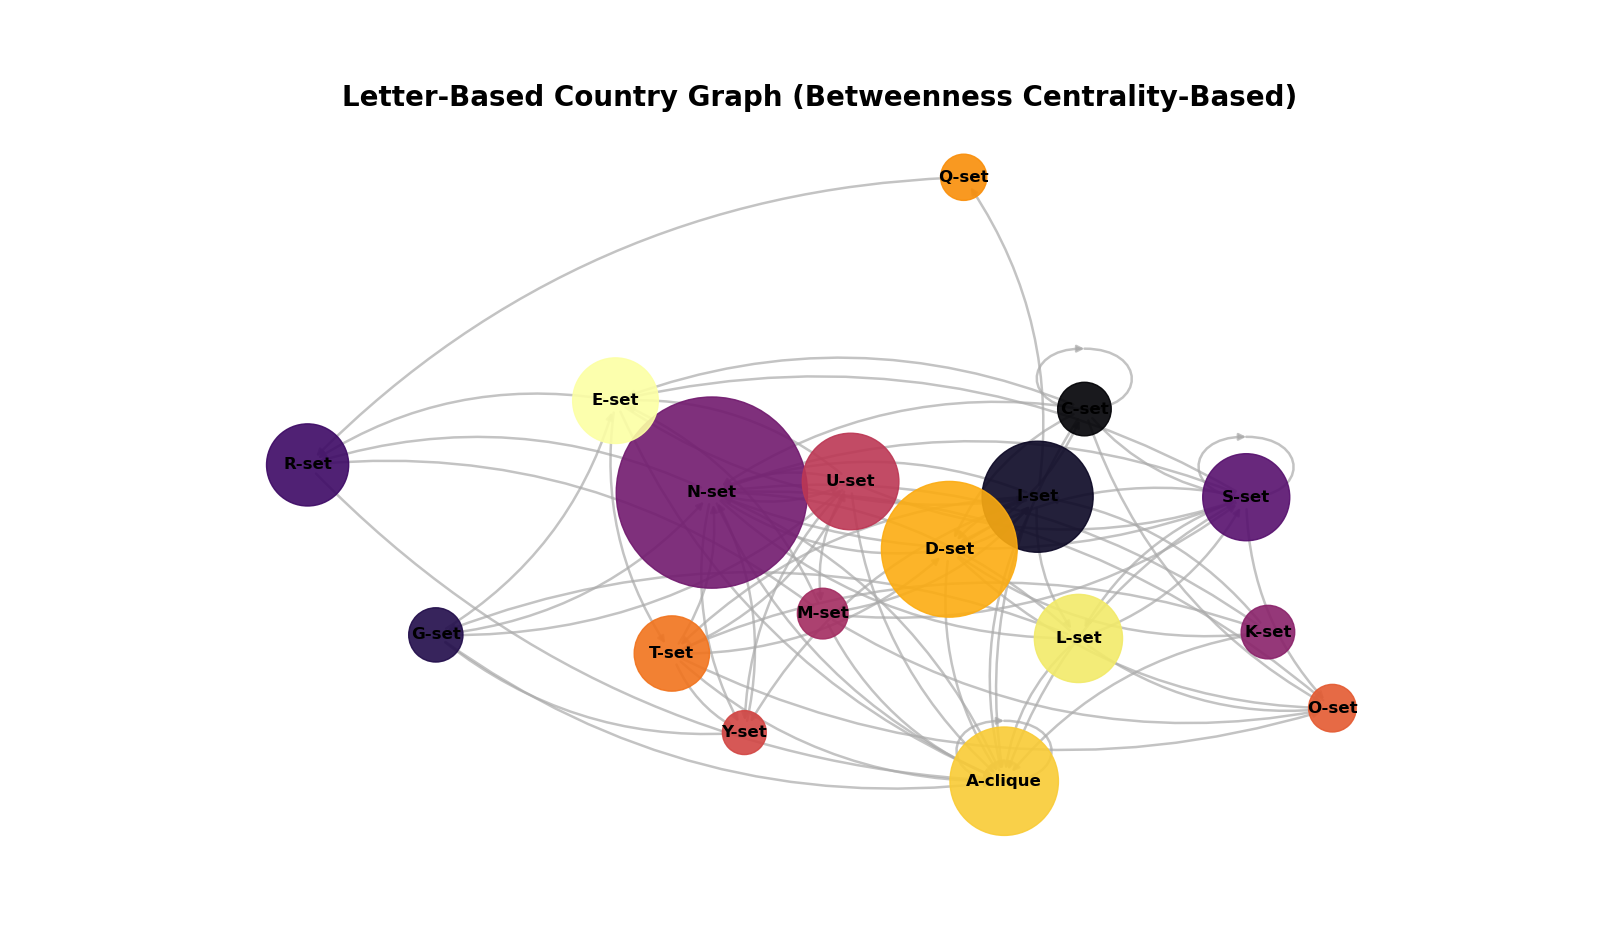 Letter-Based Country Graph (Betweenness Centrality-Based)
Q-set
E-set
C-set
R-set
N-set
U-set
I-set
S-set
D-set
M-set
G-set
T-set
L-set
K-set
Y-set
O-set
A-clique